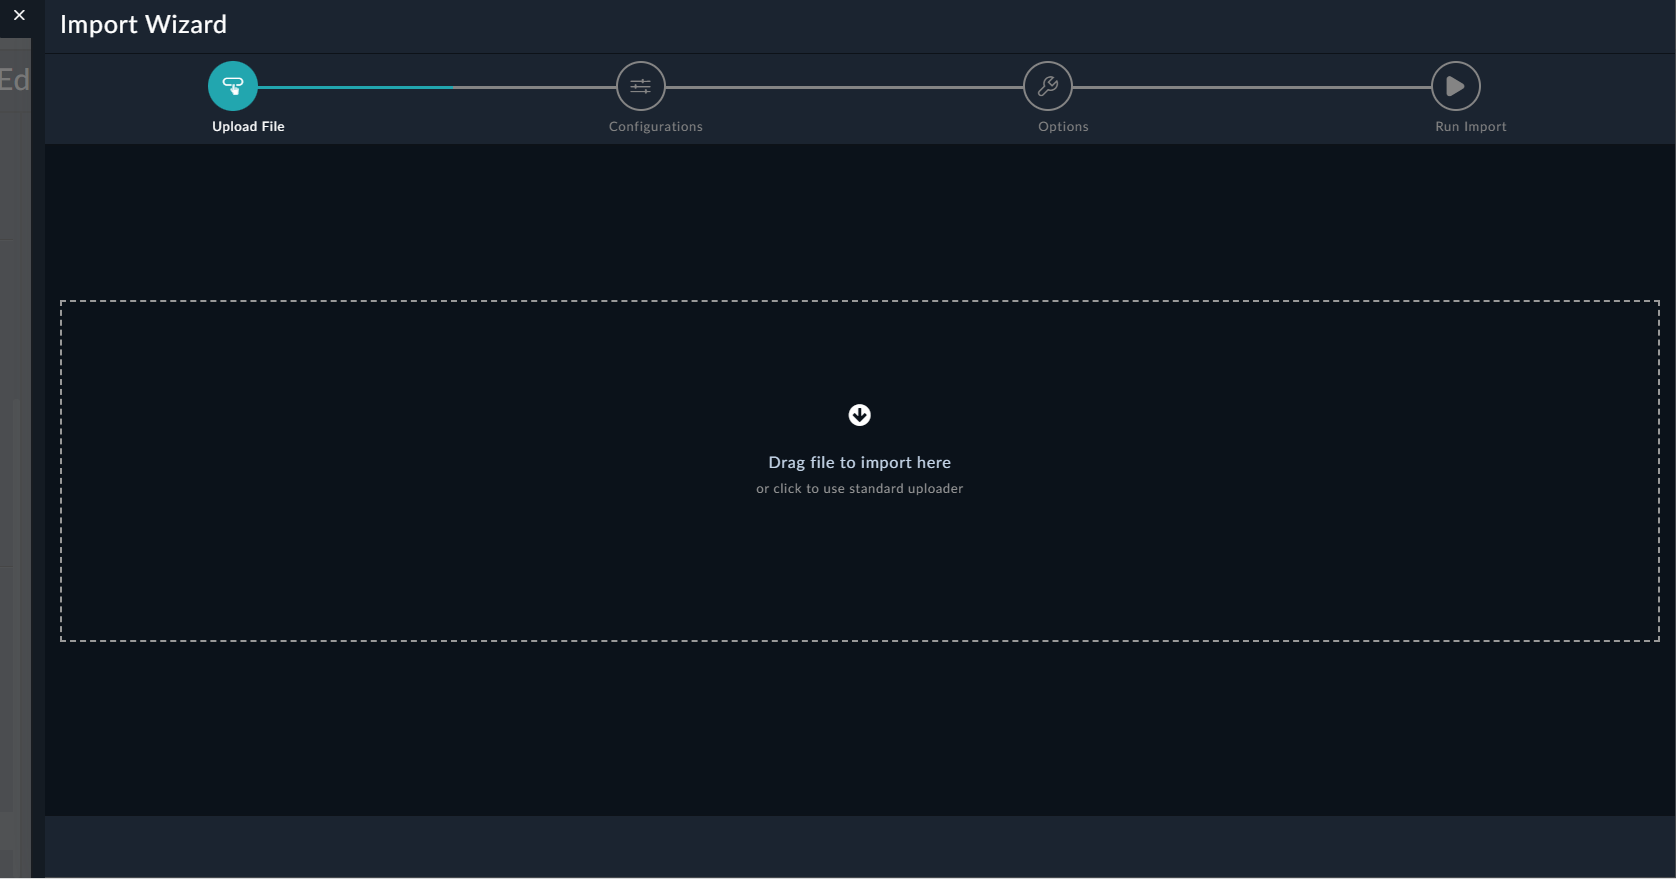 Import Wizard
Ed
Upload File
Configurations
Options
Run Import
Drag file to import here
or click to use standard uploader